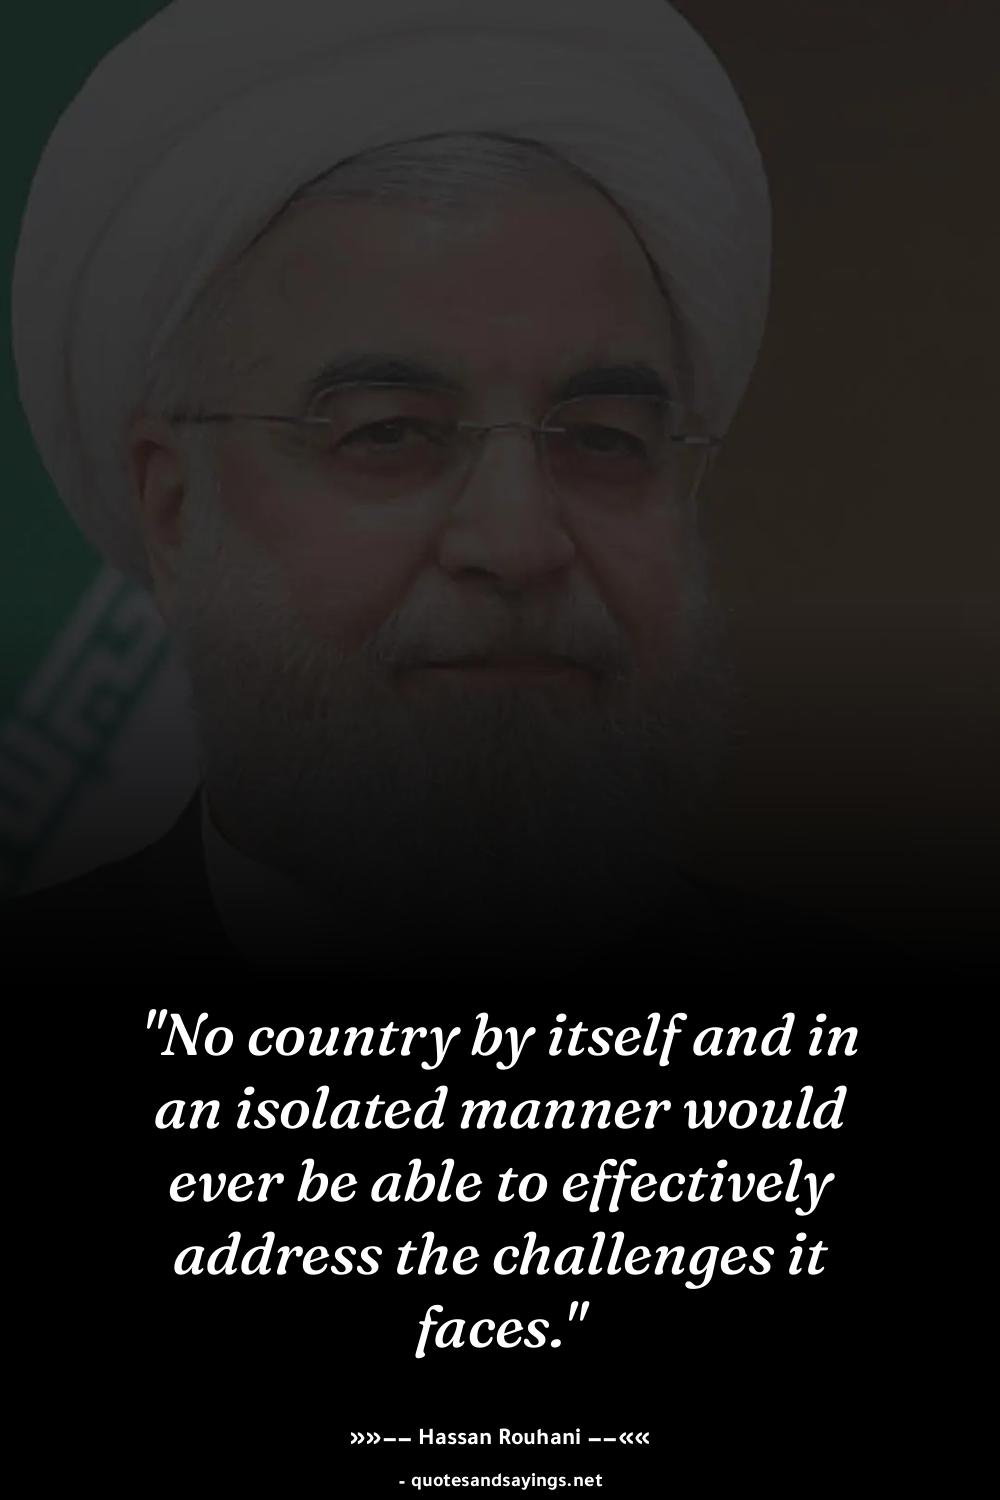 "No country by itself and in
an isolated manner would
ever be able to effectively
address the challenges it
faces."
»»-– Hassan Rouhani -–««
- quotesandsayings.net